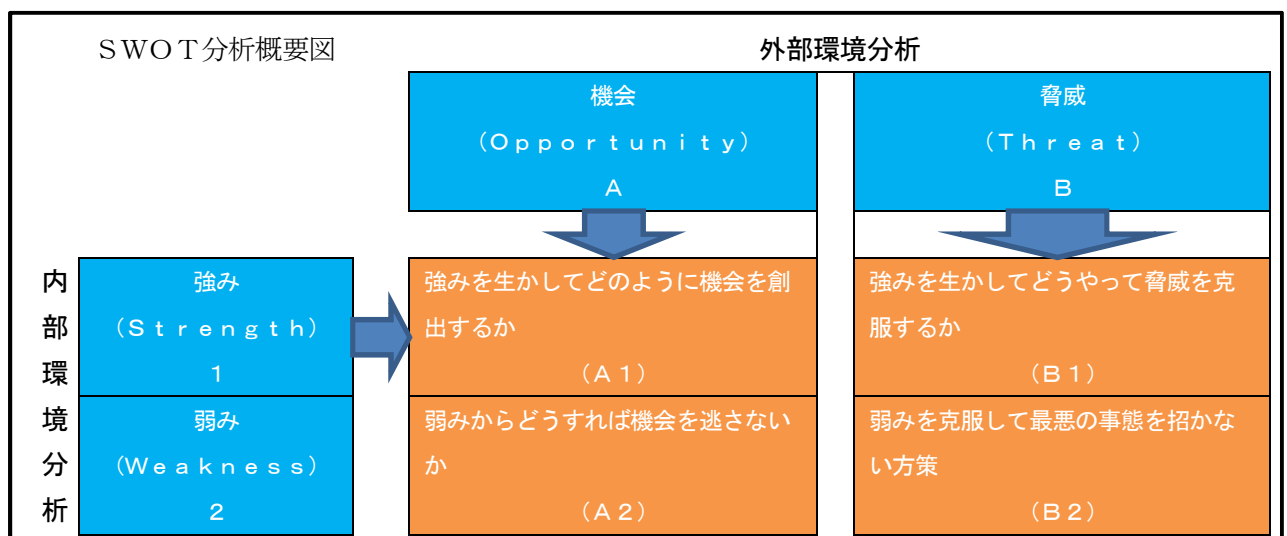 SWOT分析概要図
外部環境分析
機会
(Opportunity)
A
脅威
(Threat)
B
内部環境分析
強み
(Strength)
1
強みを生かしてどのように機会を創
出するか
(A1)
強みを生かしてどうやって脅威を克
服するか
(B1)
弱み
(Weakness)
2
弱みからどうすれば機会を逃さない
か
(A2)
弱みを克服して最悪の事態を招かな
い方策
(B2)